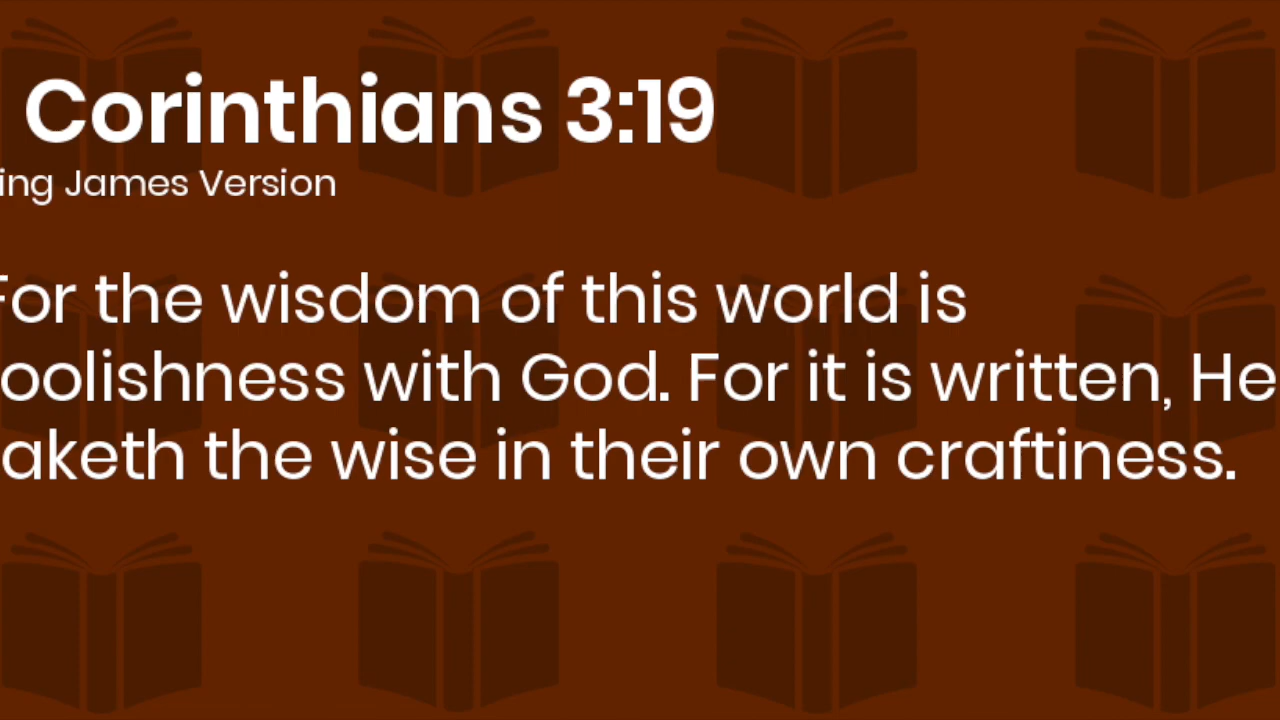 Corinthians 3:19
ing James Version
For the wisdom of this world is
oolishness with God. For it is written, He
aketh the wise in their own craftiness.